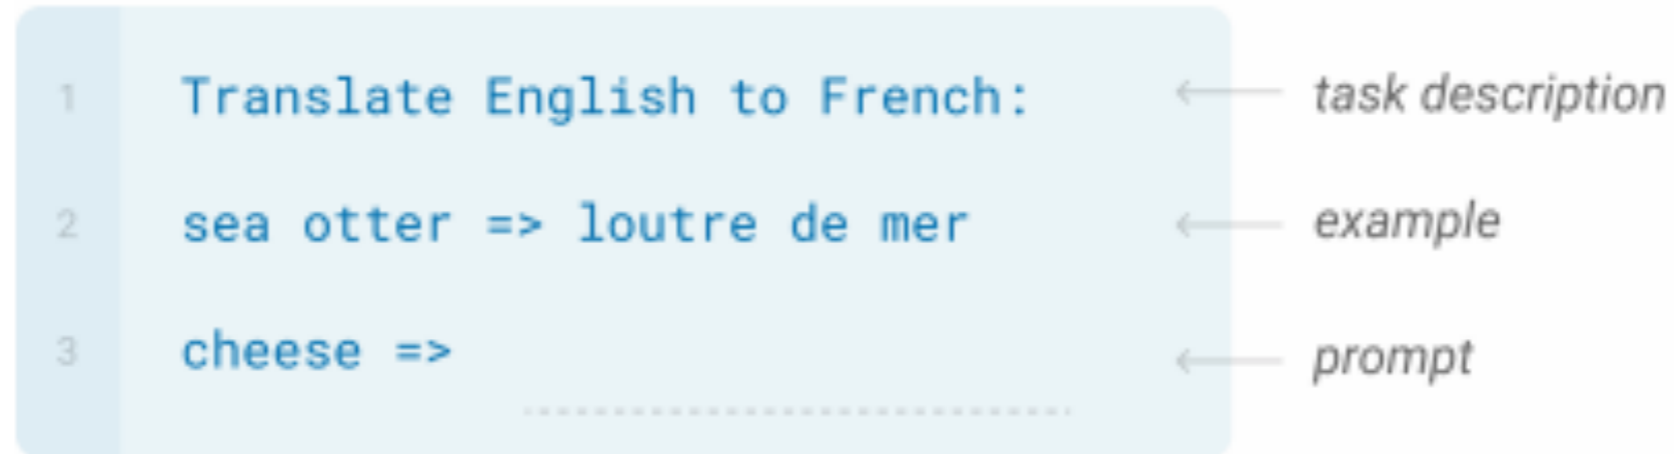 1 Translate English to French: ← task description
2 sea otter => loutre de mer ← example
3 cheese => ← prompt